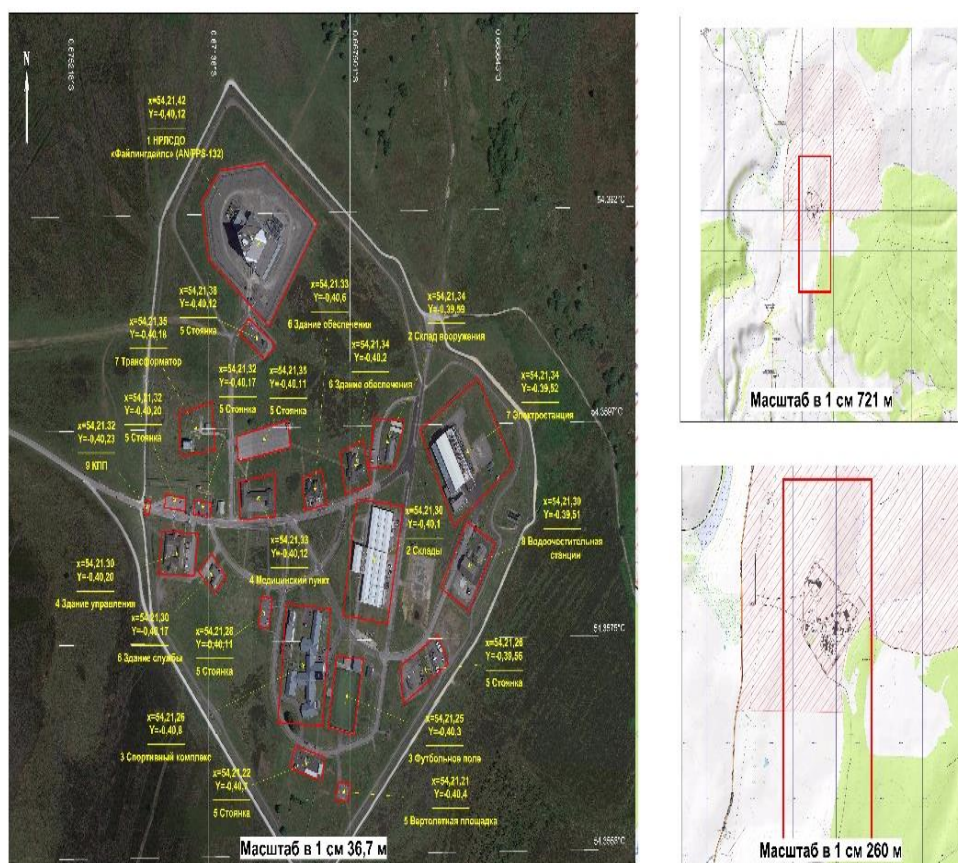 N
x=54,21,42
Y=-0,40,12
1 НРЛСДО
«Файлингдейлс» (AN/FPS-132)
54.362°С
x=54,21,38
Y=-0,40,12
5 Стоянка
x=54,21,33
Y=-0,40,6
6 Здание обеспечения
x=54,21,34
Y=-0,39,59
2 Склад вооружения
x=54,21,35
Y=-0,40,18
7 Трансформатор
x=54,21,34
Y=-0,40,2
6 Здание обеспечения
x=54,21,32
Y=-0,40,17
5 Стоянка
x=54,21,35
Y=-0,40,11
5 Стоянка
x=54,21,34
Y=-0,39,52
7 Электростанция
x=54,21,32
Y=-0,40,20
5 Стоянка
x=54,21,32
Y=-0,40,23
9 КПП
x=54,21,30
Y=-0,40,1
2 Склады
x=54,21,30
Y=-0,39,51
8 Водоочистительная
станция
x=54,21,33
Y=-0,40,12
4 Медицинский пункт
x=54,21,30
Y=-0,40,20
4 Здание управления
x=54,21,30
Y=-0,40,17
6 Здание службы
x=54,21,28
Y=-0,40,11
5 Стоянка
54.3575°С
x=54,21,26
Y=-0,39,56
5 Стоянка
x=54,21,26
Y=-0,40,8
3 Спортивный комплекс
x=54,21,25
Y=-0,40,3
3 Футбольное поле
x=54,21,22
Y=-0,40,7
5 Стоянка
x=54,21,21
Y=-0,40,4
5 Вертолетная площадка
Масштаб в 1 см 36,7 м
Масштаб в 1 см 721 м
Масштаб в 1 см 260 м